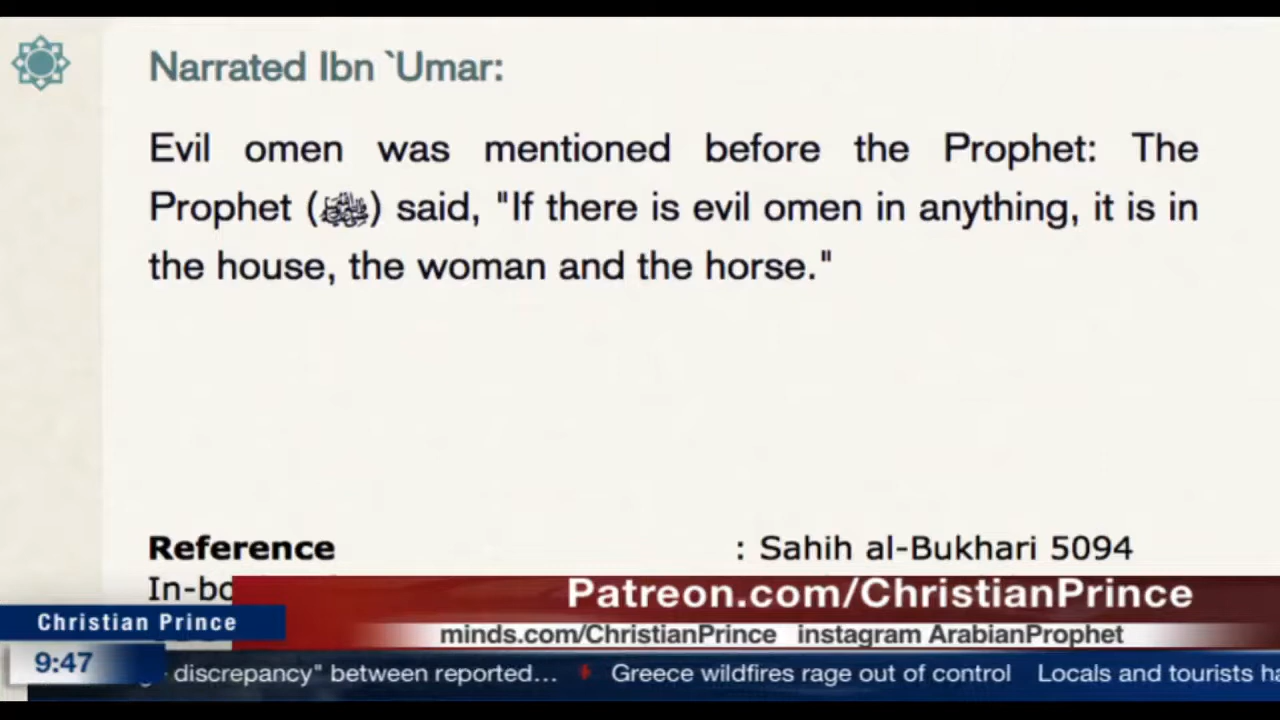 Narrated Ibn `Umar:
Evil omen was mentioned before the Prophet: The
Prophet (ﷺ) said, "If there is evil omen in anything, it is in
the house, the woman and the horse."
Reference : Sahih al-Bukhari 5094
In-bo
Patreon.com/ChristianPrince
Christian Prince
minds.com/ChristianPrince instagram ArabianProphet
9:47
discrepancy" between reported... Greece wildfires rage out of control Locals and tourists ha